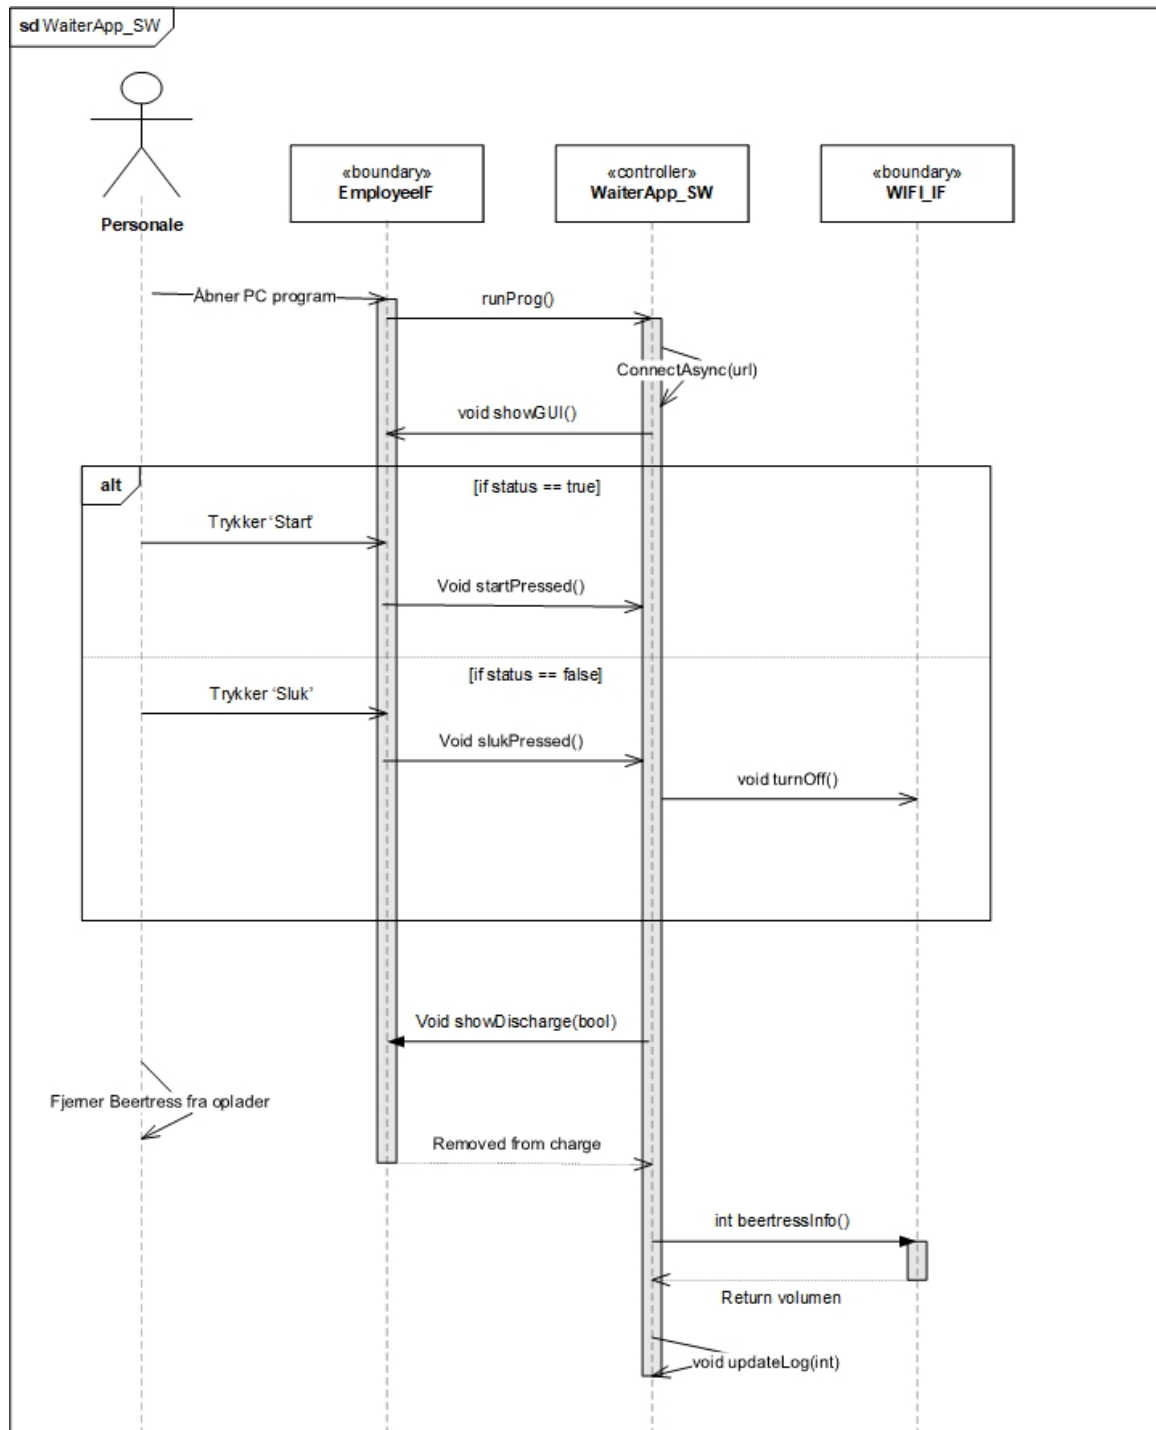 sd WaiterApp_SW
«boundary»
EmployeeIF
«controller»
WaiterApp_SW
«boundary»
WIFI_IF
Personale
Åbner PC program
runProg()
ConnectAsync(url)
void showGUI()
alt
[if status == true]
Trykker ‘Start’
Void startPressed()
[if status == false]
Trykker ‘Sluk’
Void slukPressed()
void turnOff()
Void showDischarge(bool)
Fjerner Beertress fra oplader
Removed from charge
int beertressInfo()
Return volumen
void updateLog(int)